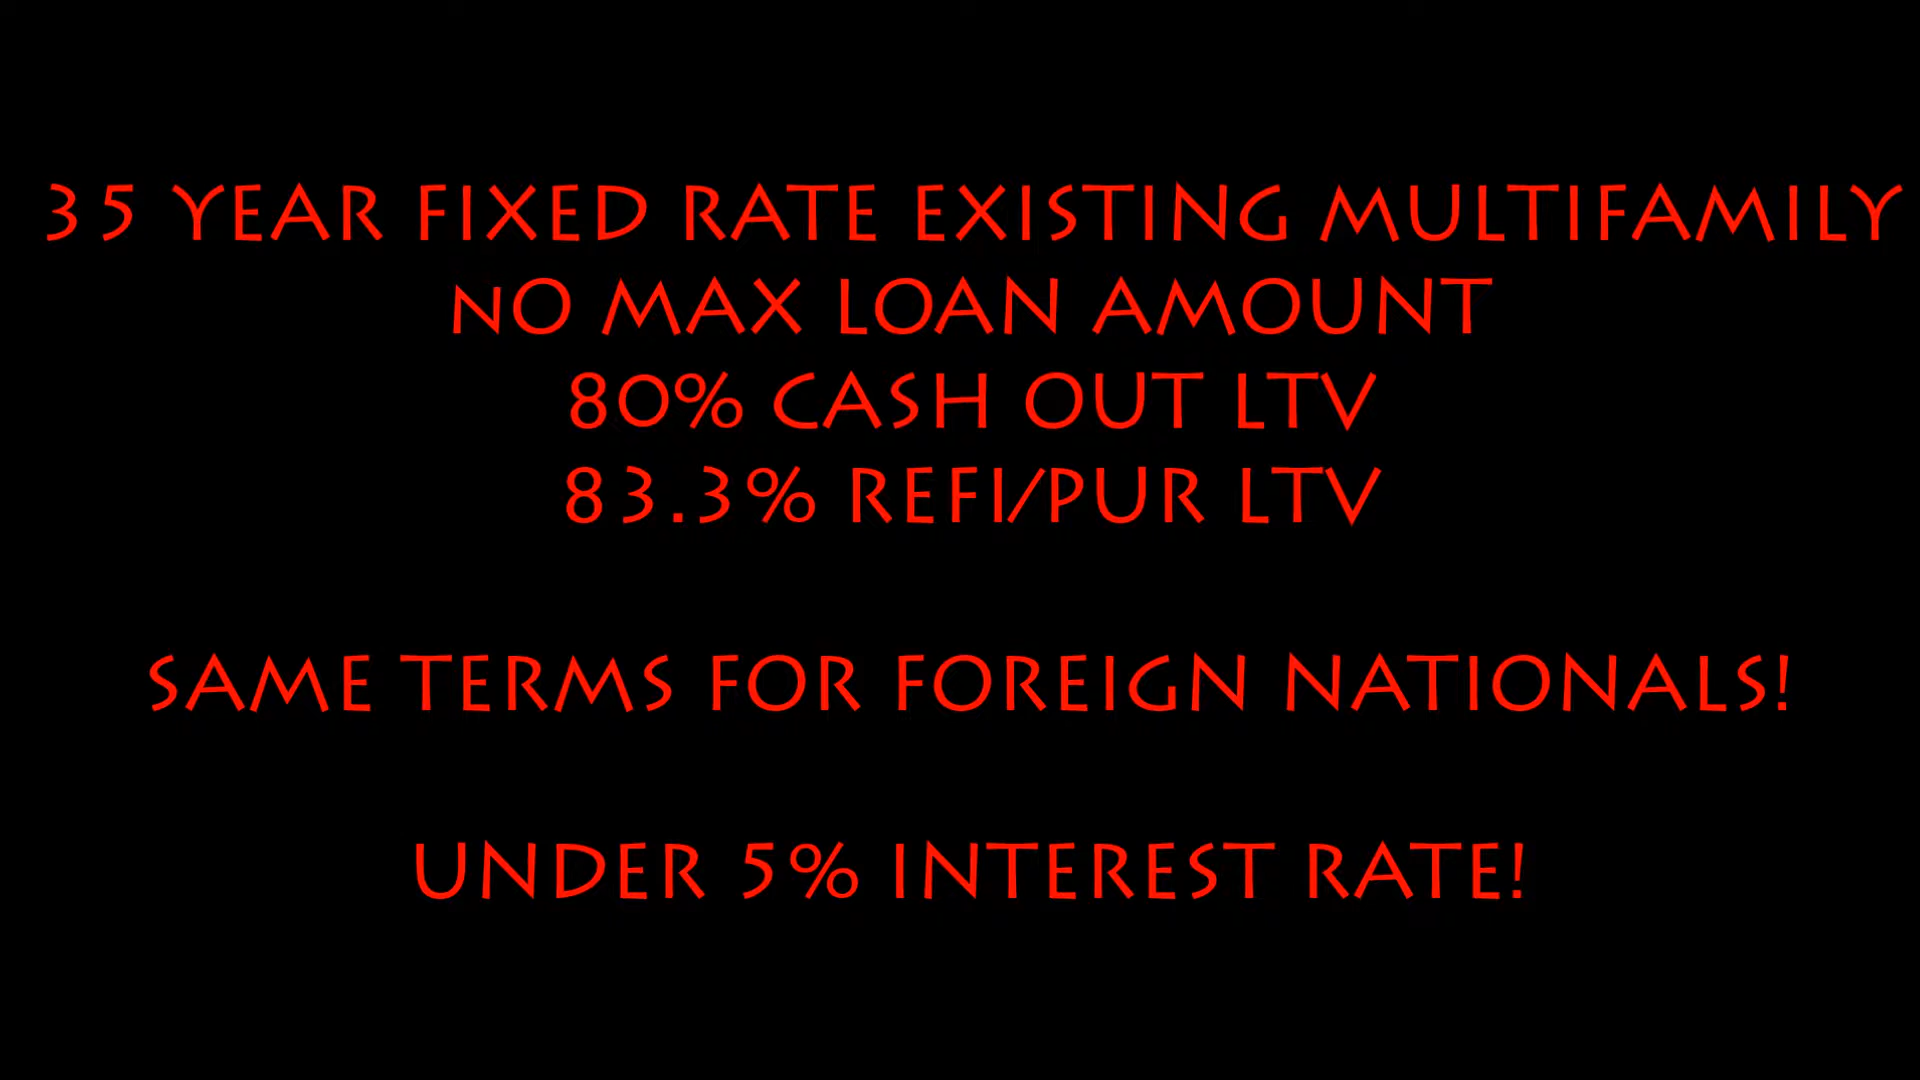 35 YEAR FIXED RATE EXISTING MULTIFAMILY
NO MAX LOAN AMOUNT
80% CASH OUT LTV
83.3% REFI/PUR LTV
SAME TERMS FOR FOREIGN NATIONALS!
UNDER 5% INTEREST RATE!